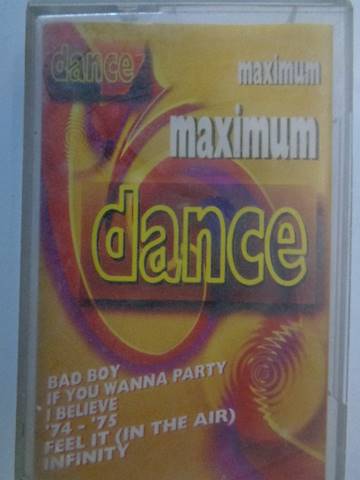 dance
maximum
maximum
dance
BAD BOY
IF YOU WANNA PARTY
I BELIEVE
'74 - '75
FEEL IT (IN THE AIR)
INFINITY